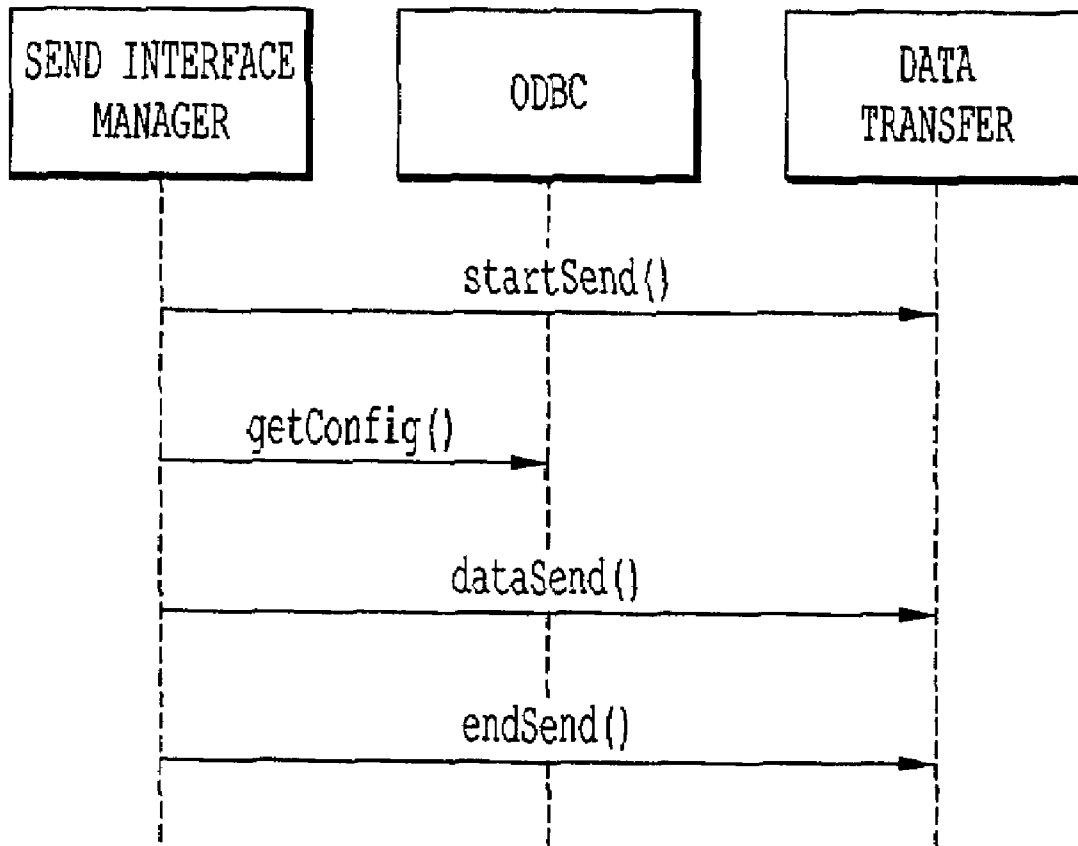 SEND INTERFACE
MANAGER
ODBC
DATA
TRANSFER
startSend()
getConfig()
dataSend()
endSend()